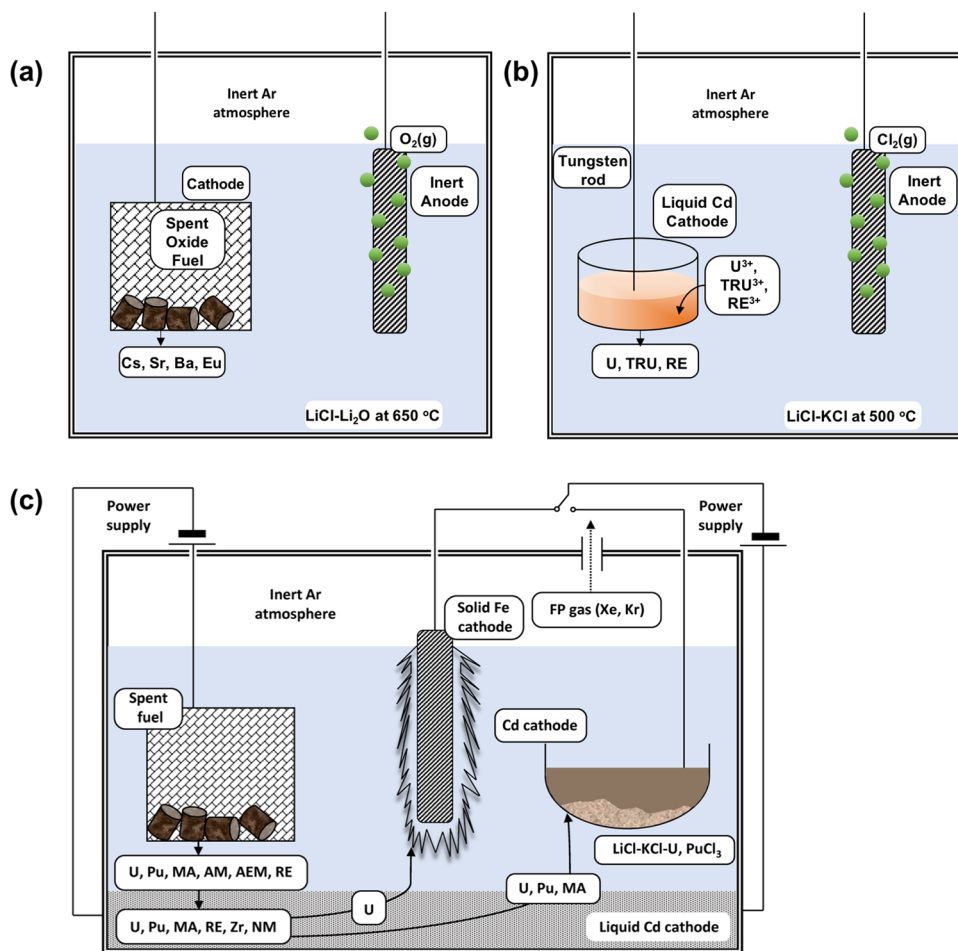 (a)
Inert Ar
atmosphere
O₂(g)
Cathode
Inert
Anode
Spent
Oxide
Fuel
Cs, Sr, Ba, Eu
LiCl-Li₂O at 650 °C
(b)
Inert Ar
atmosphere
Cl₂(g)
Tungsten
rod
Inert
Anode
Liquid Cd
Cathode
U³⁺,
TRU³⁺,
RE³⁺
U, TRU, RE
LiCl-KCl at 500 °C
(c)
Power
supply
Power
supply
Inert Ar
atmosphere
Solid Fe
cathode
FP gas (Xe, Kr)
Spent
fuel
Cd cathode
LiCl-KCl-U, PuCl₃
U, Pu, MA, AM, AEM, RE
U, Pu, MA
U
U, Pu, MA, RE, Zr, NM
Liquid Cd cathode